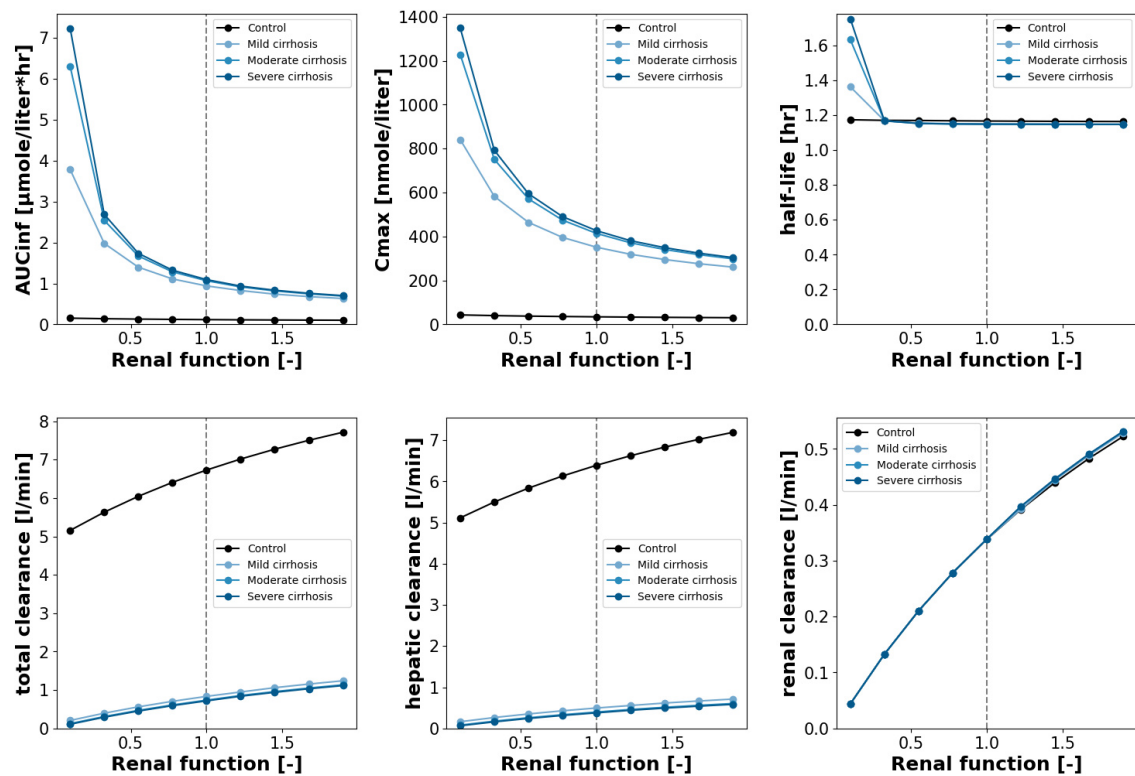 AUCinf [µmole/liter*hr]
7
6
5
4
3
2
1
0
0.5 1.0 1.5
Renal function [-]
Control
Mild cirrhosis
Moderate cirrhosis
Severe cirrhosis
Cmax [nmole/liter]
1400
1200
1000
800
600
400
200
0
0.5 1.0 1.5
Renal function [-]
Control
Mild cirrhosis
Moderate cirrhosis
Severe cirrhosis
half-life [hr]
1.6
1.4
1.2
1.0
0.8
0.6
0.4
0.2
0.0
0.5 1.0 1.5
Renal function [-]
Control
Mild cirrhosis
Moderate cirrhosis
Severe cirrhosis
total clearance [l/min]
8
7
6
5
4
3
2
1
0
0.5 1.0 1.5
Renal function [-]
Control
Mild cirrhosis
Moderate cirrhosis
Severe cirrhosis
hepatic clearance [l/min]
7
6
5
4
3
2
1
0
0.5 1.0 1.5
Renal function [-]
Control
Mild cirrhosis
Moderate cirrhosis
Severe cirrhosis
renal clearance [l/min]
0.5
0.4
0.3
0.2
0.1
0.0
0.5 1.0 1.5
Renal function [-]
Control
Mild cirrhosis
Moderate cirrhosis
Severe cirrhosis